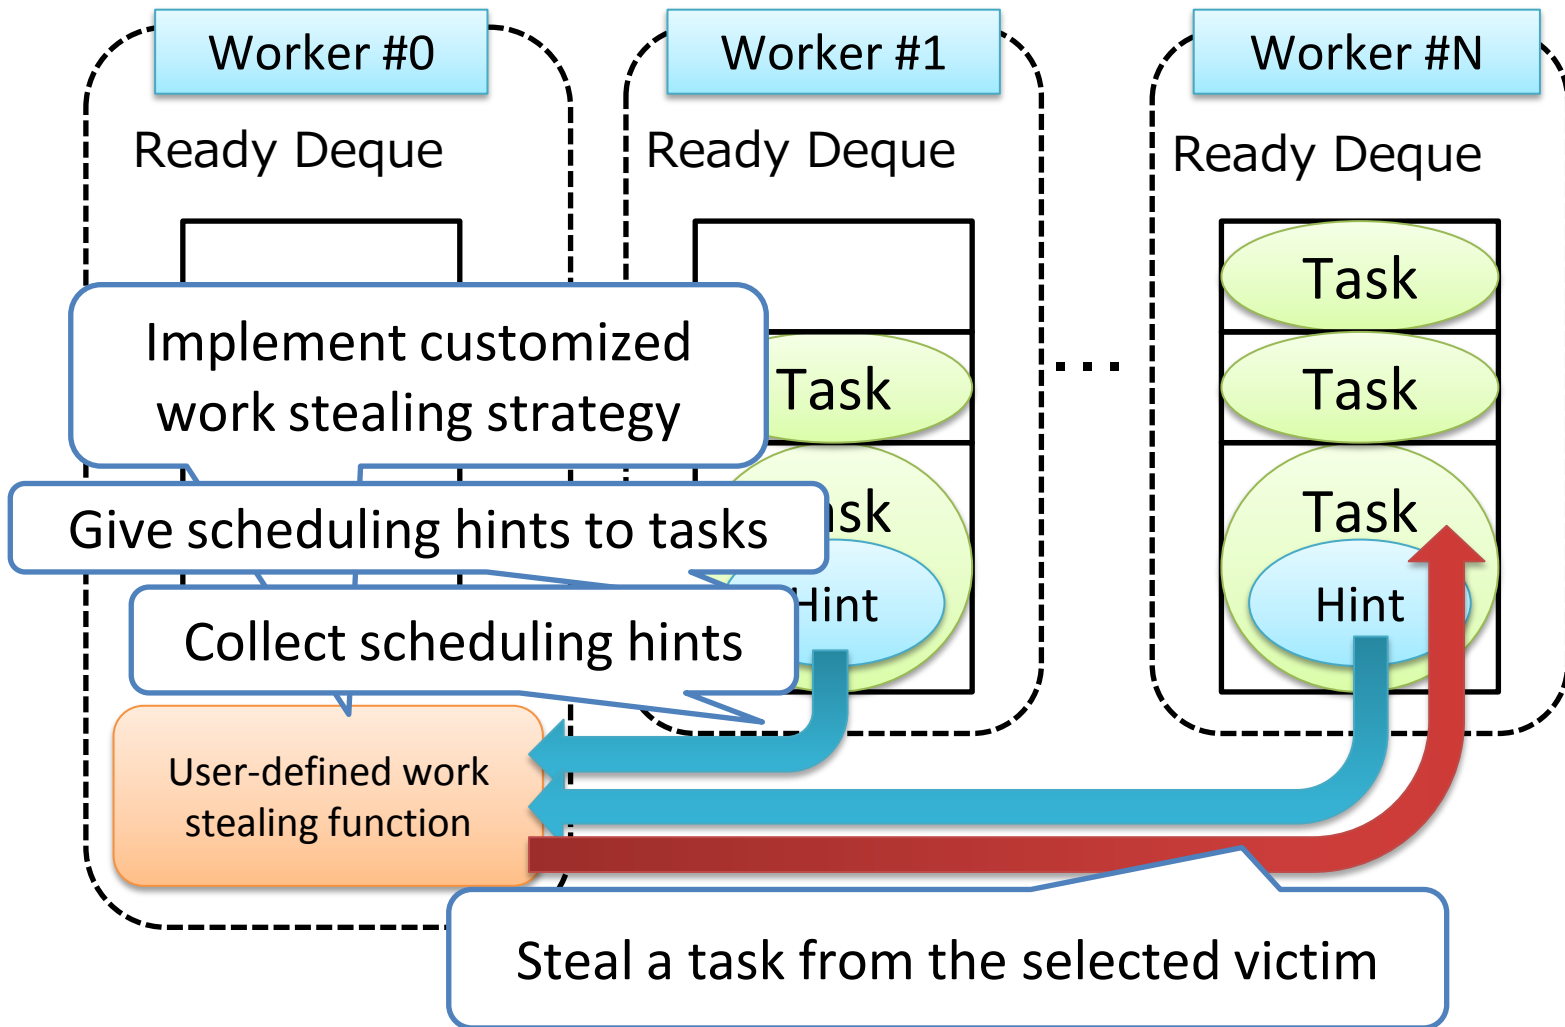 Worker #0
Worker #1
Worker #N
Ready Deque
Ready Deque
Ready Deque
Task
Implement customized
work stealing strategy
Task
...
Task
Give scheduling hints to tasks
Task
Collect scheduling hints
Hint
Hint
User-defined work
stealing function
Steal a task from the selected victim